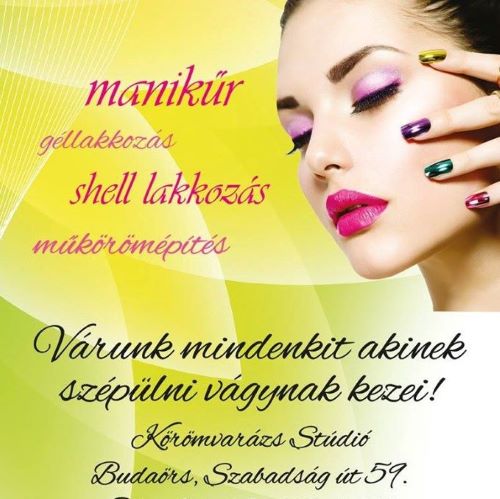 manikűr
géllakkozás
shell lakkozás
műkörömépítés
Várunk mindenkit akinek
szépülni vágynak kezei!
Körömvarázs Stúdió
Budaörs, Szabadság út 59.